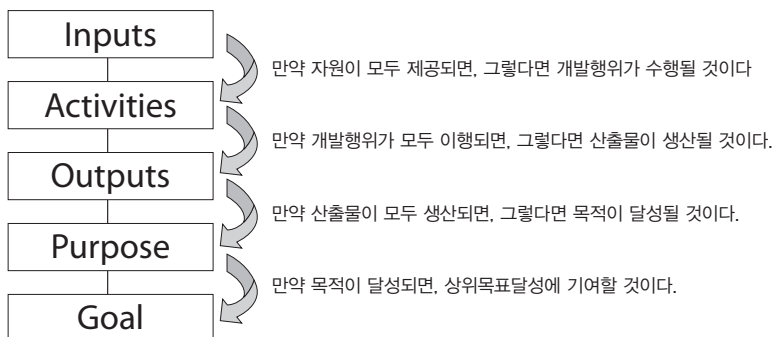 Inputs
만약 자원이 모두 제공되면, 그렇다면 개발행위가 수행될 것이다
Activities
만약 개발행위가 모두 이행되면, 그렇다면 산출물이 생산될 것이다.
Outputs
만약 산출물이 모두 생산되면, 그렇다면 목적이 달성될 것이다.
Purpose
만약 목적이 달성되면, 상위목표달성에 기여할 것이다.
Goal